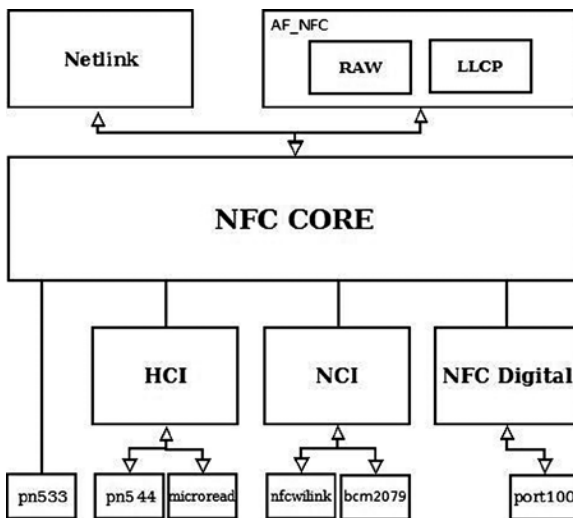 Netlink
AF_NFC
RAW
LLCP
NFC CORE
HCI
NCI
NFC Digital
pn533
pn544
microread
nfcwilink
bcm2079
port100